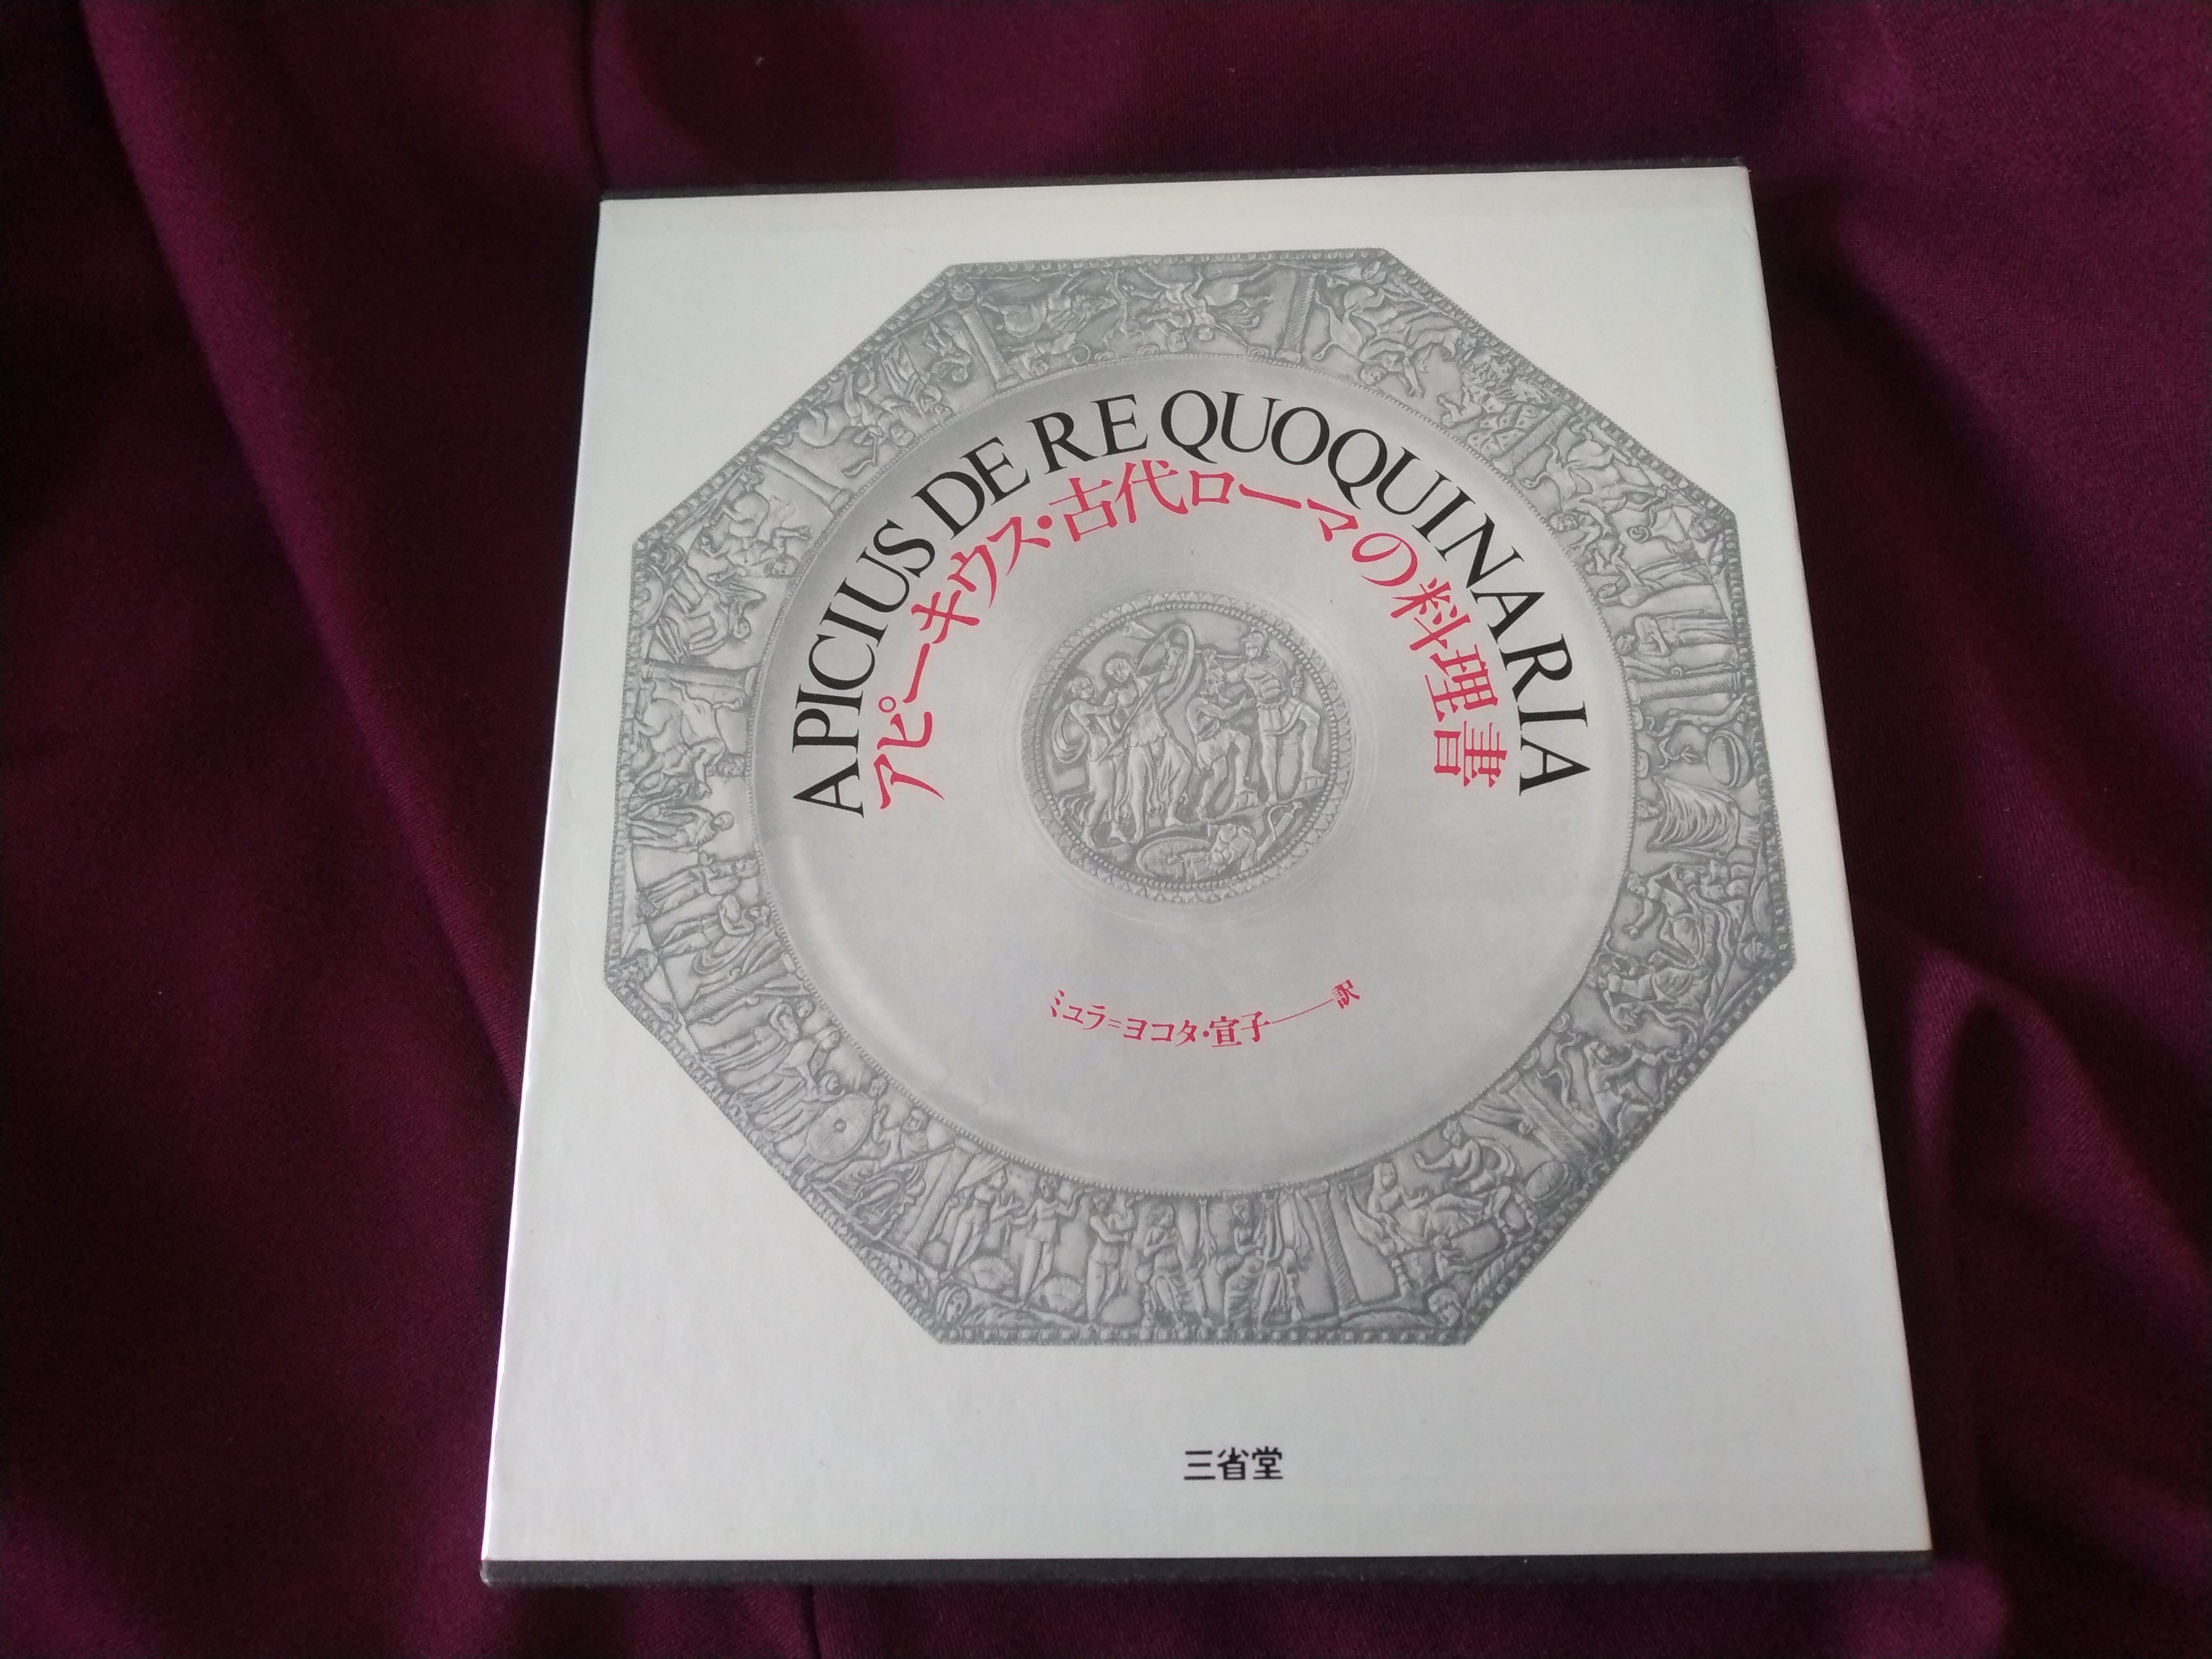 APICIUS DE RE QUOQUINARIA
アピーキウス・古代ローマの料理書
ミュラ=ヨコタ・宣子——訳
三省堂